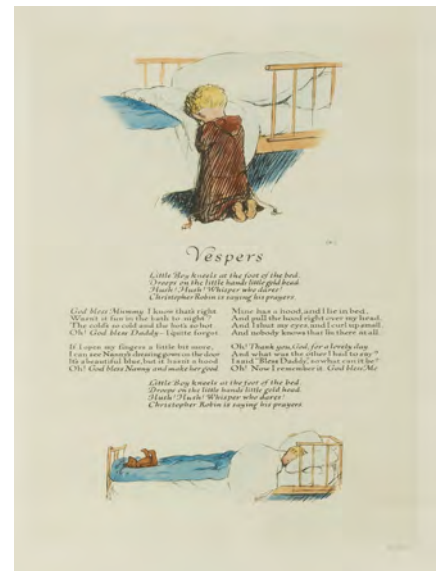 Vespers
Little Boy kneels at the foot of the bed.
Droops on the little hands little gold head
Hush! Hush! Whisper who dares!
Christopher Robin is saying his prayers.
God bless Mummy. I know that's right
Wasn't it fun in the bath to-night?
The cold's so cold and the hot's so hot
Oh! God bless Daddy – I quite forgot.
If I open my fingers a little bit more,
I can see Nanny's dressing gown on the door
It's a beautiful blue, but it hasn't a hood
Oh! God bless Nanny and make her good
Mine has a hood, and I lie in bed,
And pull the hood right over my head,
And I shut my eyes, and I curl up small
And nobody knows that I'm there at all.
Oh! Thank you, God, for a lovely day
And what was the other I had to say?
I said "Bless Daddy," so what can it be?
Oh! Now I remember it. God bless Me
Little Boy kneels at the foot of the bed
Droops on the little hands little gold head
Hush! Hush! Whisper who dares!
Christopher Robin is saying his prayers